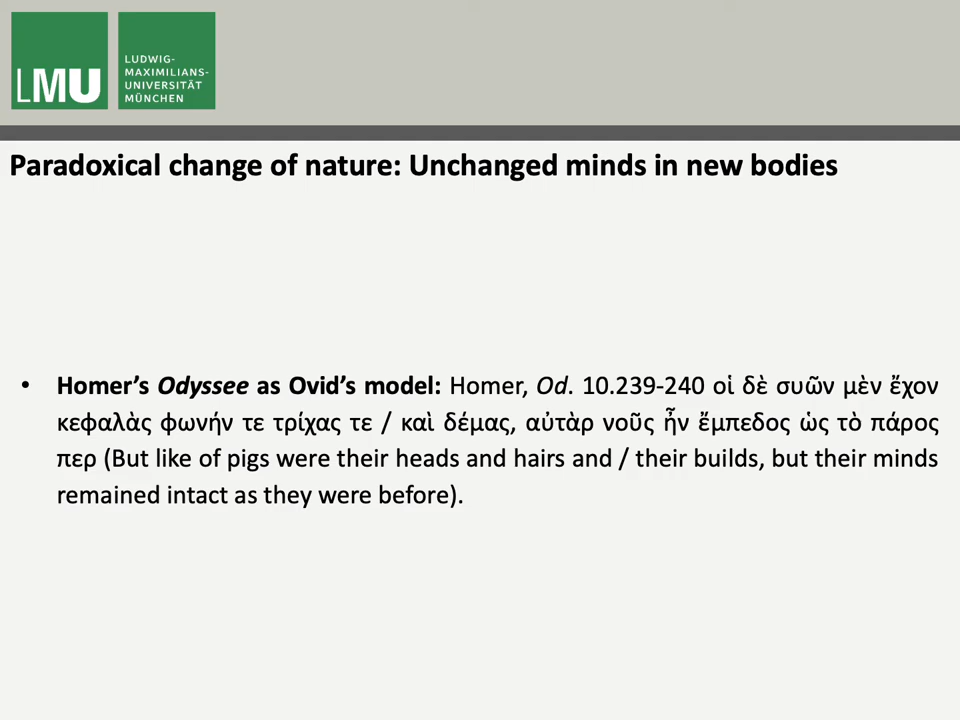 LMU
LUDWIG-
MAXIMILIANS-
UNIVERSITÄT
MÜNCHEN
Paradoxical change of nature: Unchanged minds in new bodies
• Homer’s Odyssee as Ovid’s model: Homer, Od. 10.239-240 οἱ δὲ συῶν μὲν ἔχον
κεφαλὰς φωνήν τε τρίχας τε / καὶ δέμας, αὐτὰρ νοῦς ἦν ἔμπεδος ὡς τὸ πάρος
περ (But like of pigs were their heads and hairs and / their builds, but their minds
remained intact as they were before).